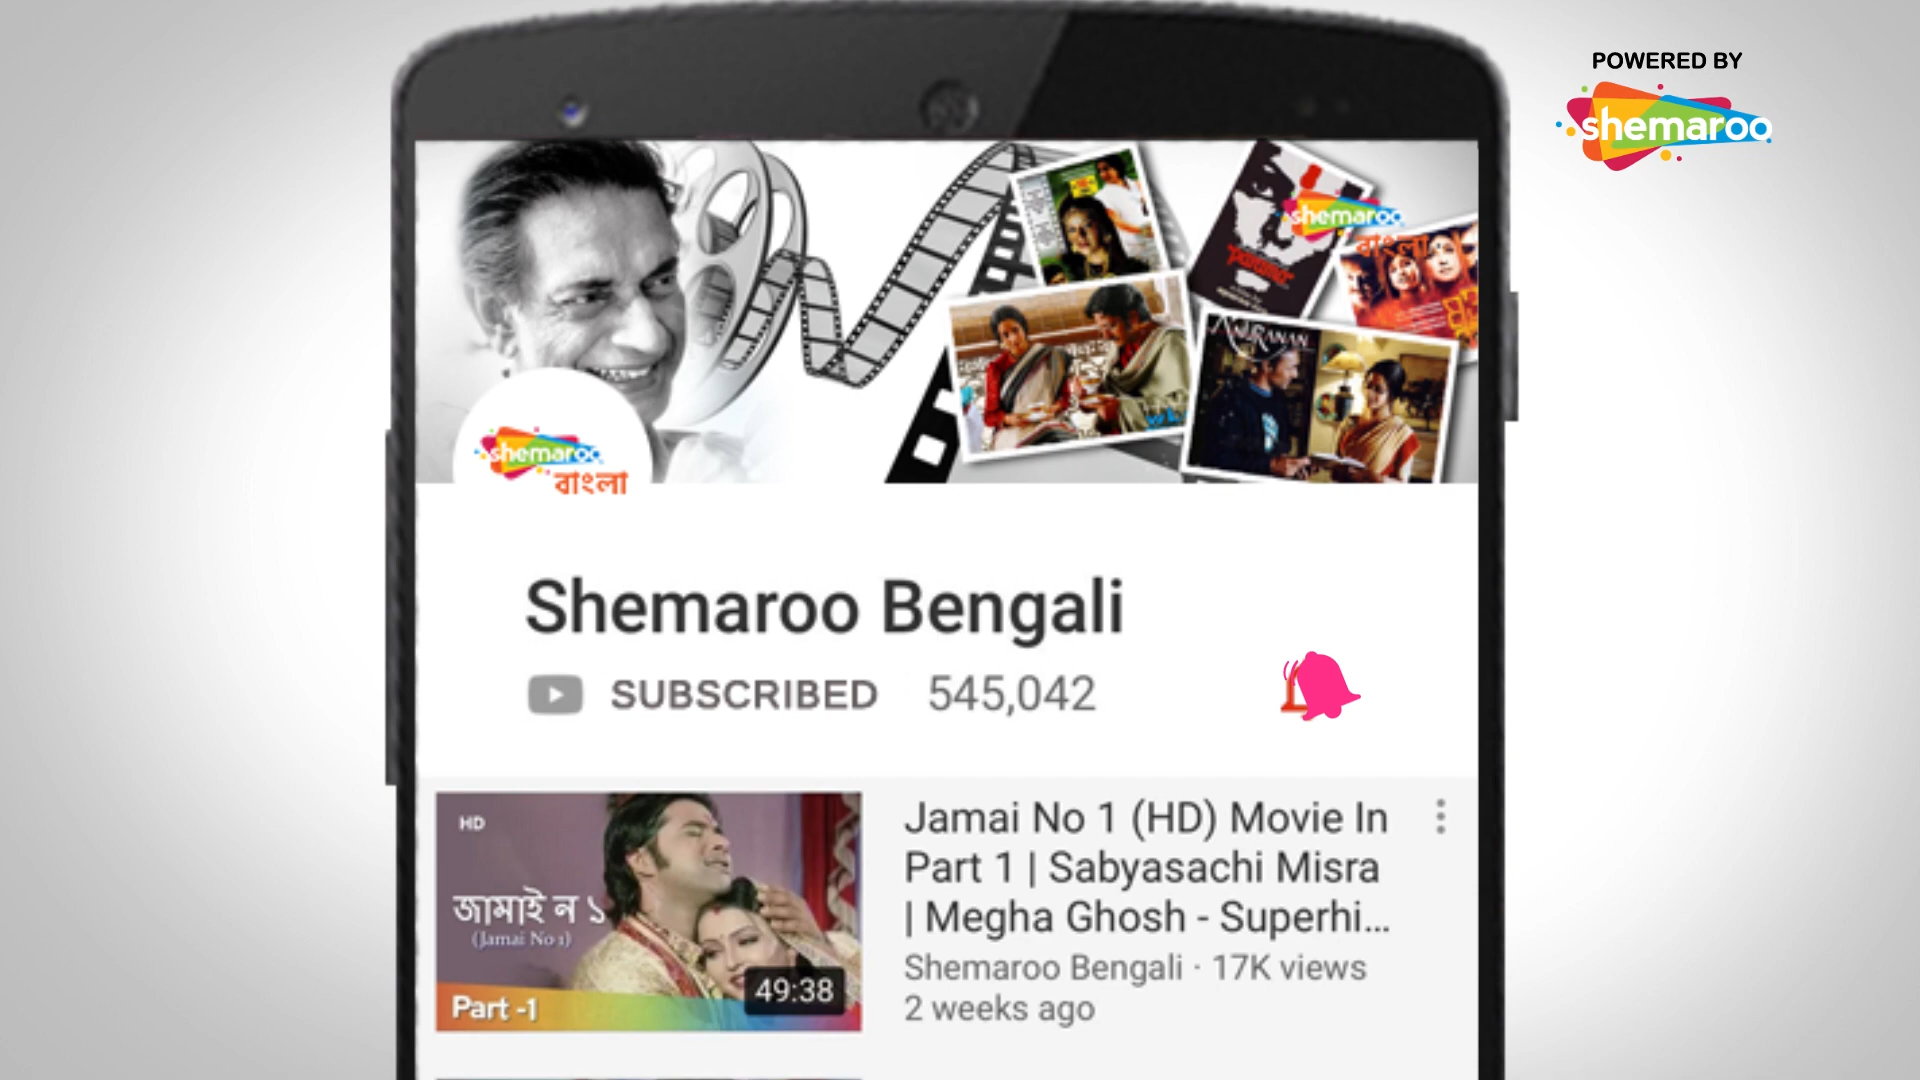 POWERED BY
shemaroo
shemaroo
বাংলা
ANURANAN
shemaroo
বাংলা
Shemaroo Bengali
SUBSCRIBED 545,042
HD
জামাই ন ১
(Jamai No 1)
Part -1
49:38
Jamai No 1 (HD) Movie In
Part 1 | Sabyasachi Misra
| Megha Ghosh - Superhi...
Shemaroo Bengali · 17K views
2 weeks ago